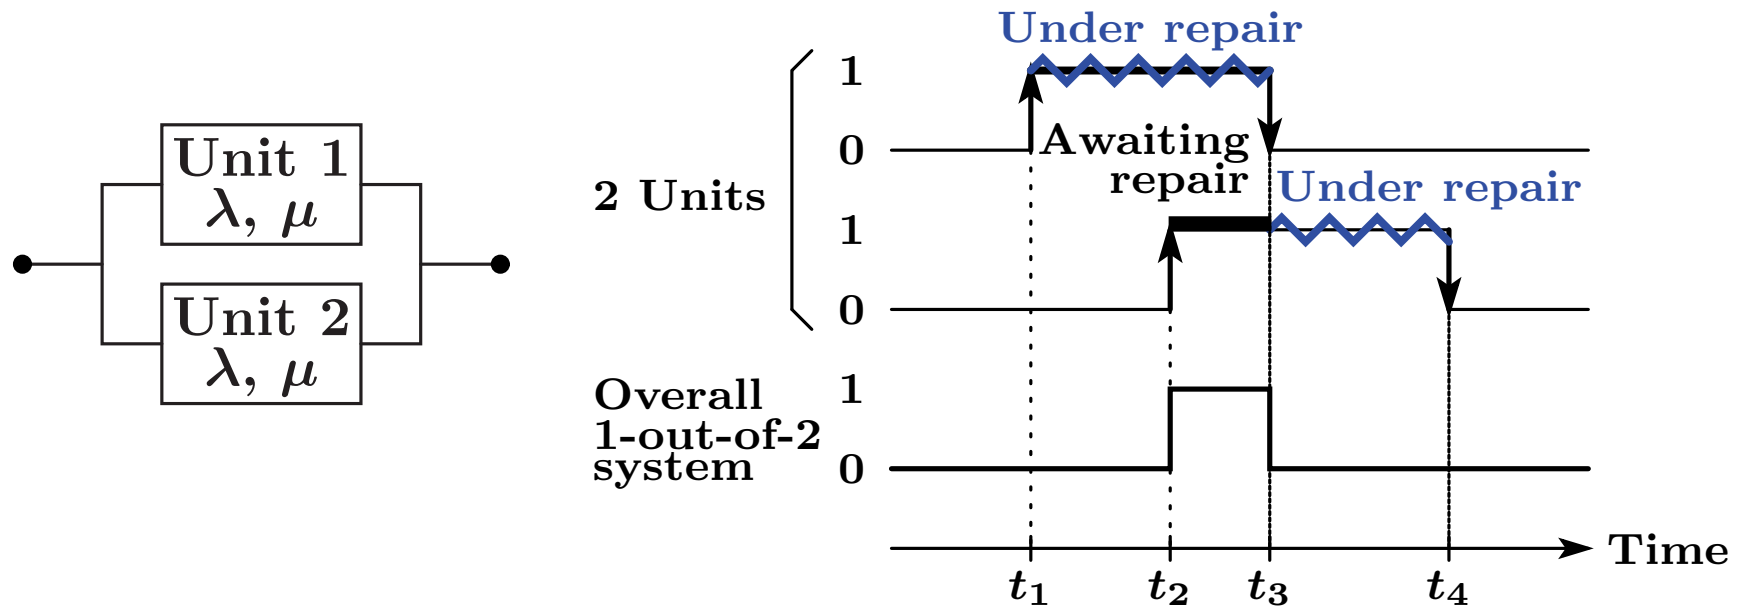 Unit 1
λ, μ
Unit 2
λ, μ
2 Units
Under repair
1
0
Awaiting
repair
Under repair
1
0
Overall
1-out-of-2
system
1
0
Time
t1
t2
t3
t4